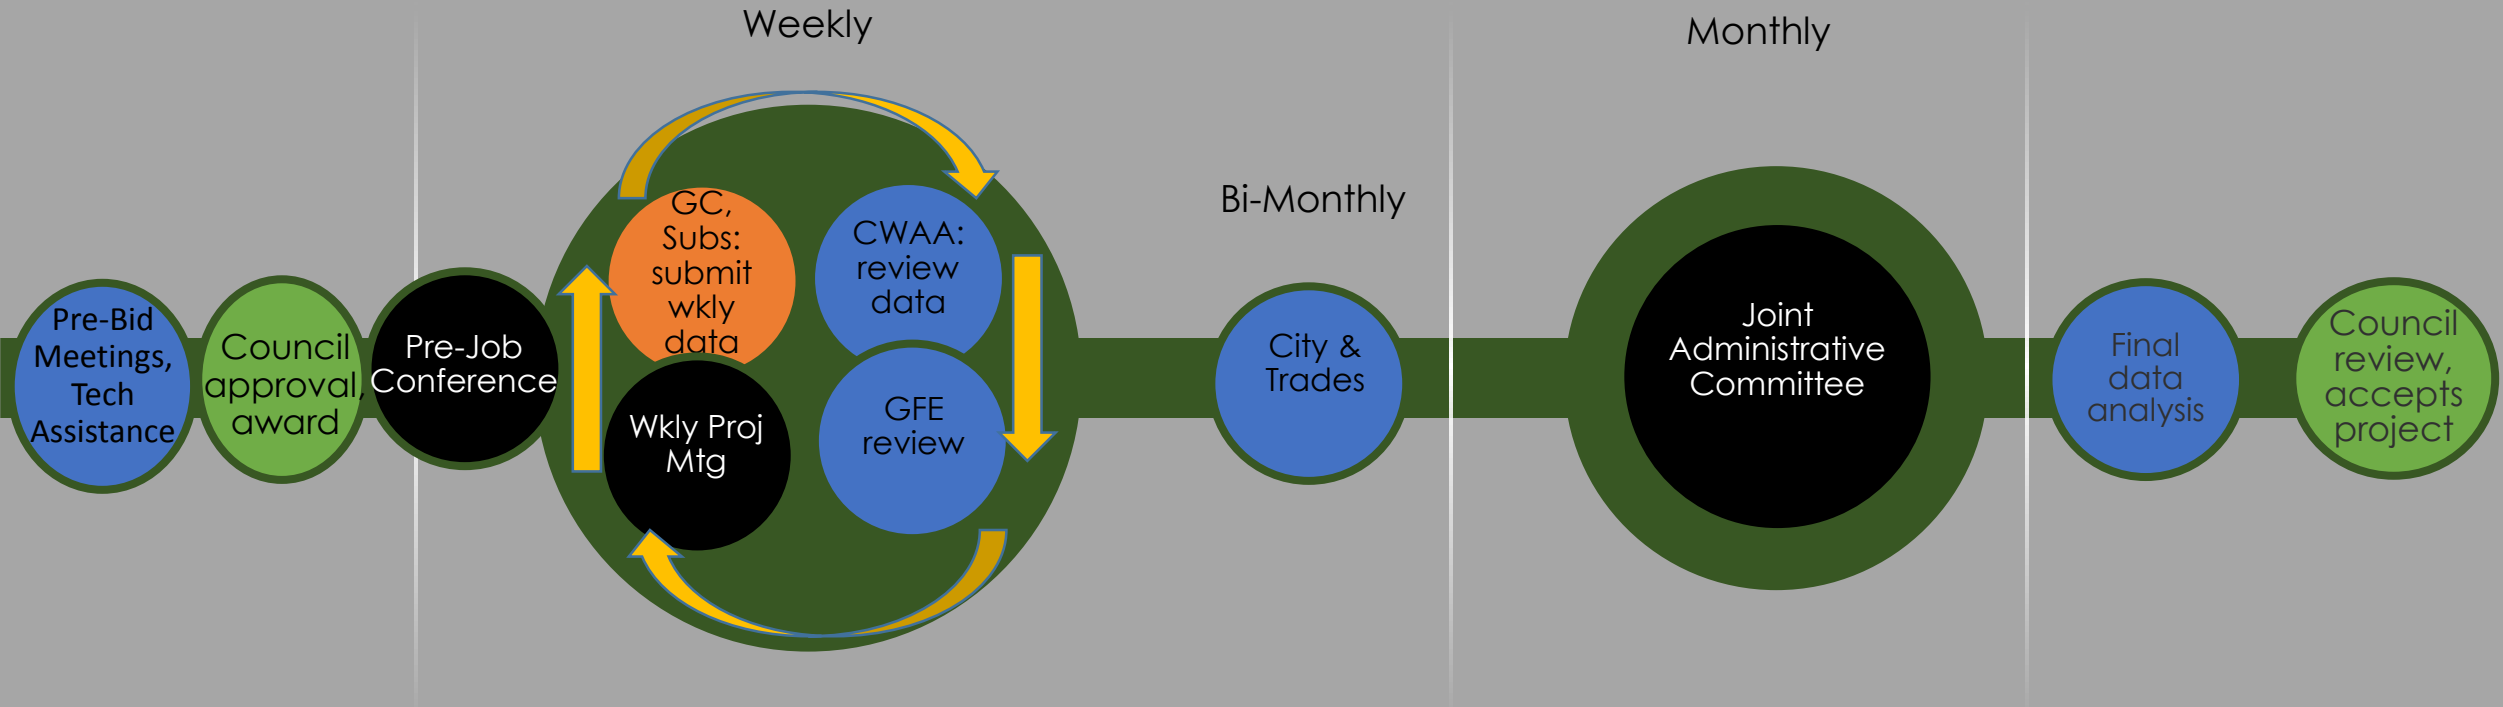 Weekly
Monthly
Bi-Monthly
Pre-Bid
Meetings,
Tech
Assistance
Council
approval,
award
Pre-Job
Conference
GC,
Subs:
submit
wkly
data
CWAA:
review
data
GFE
review
Wkly Proj
Mtg
City &
Trades
Joint
Administrative
Committee
Final
data
analysis
Council
review,
accepts
project